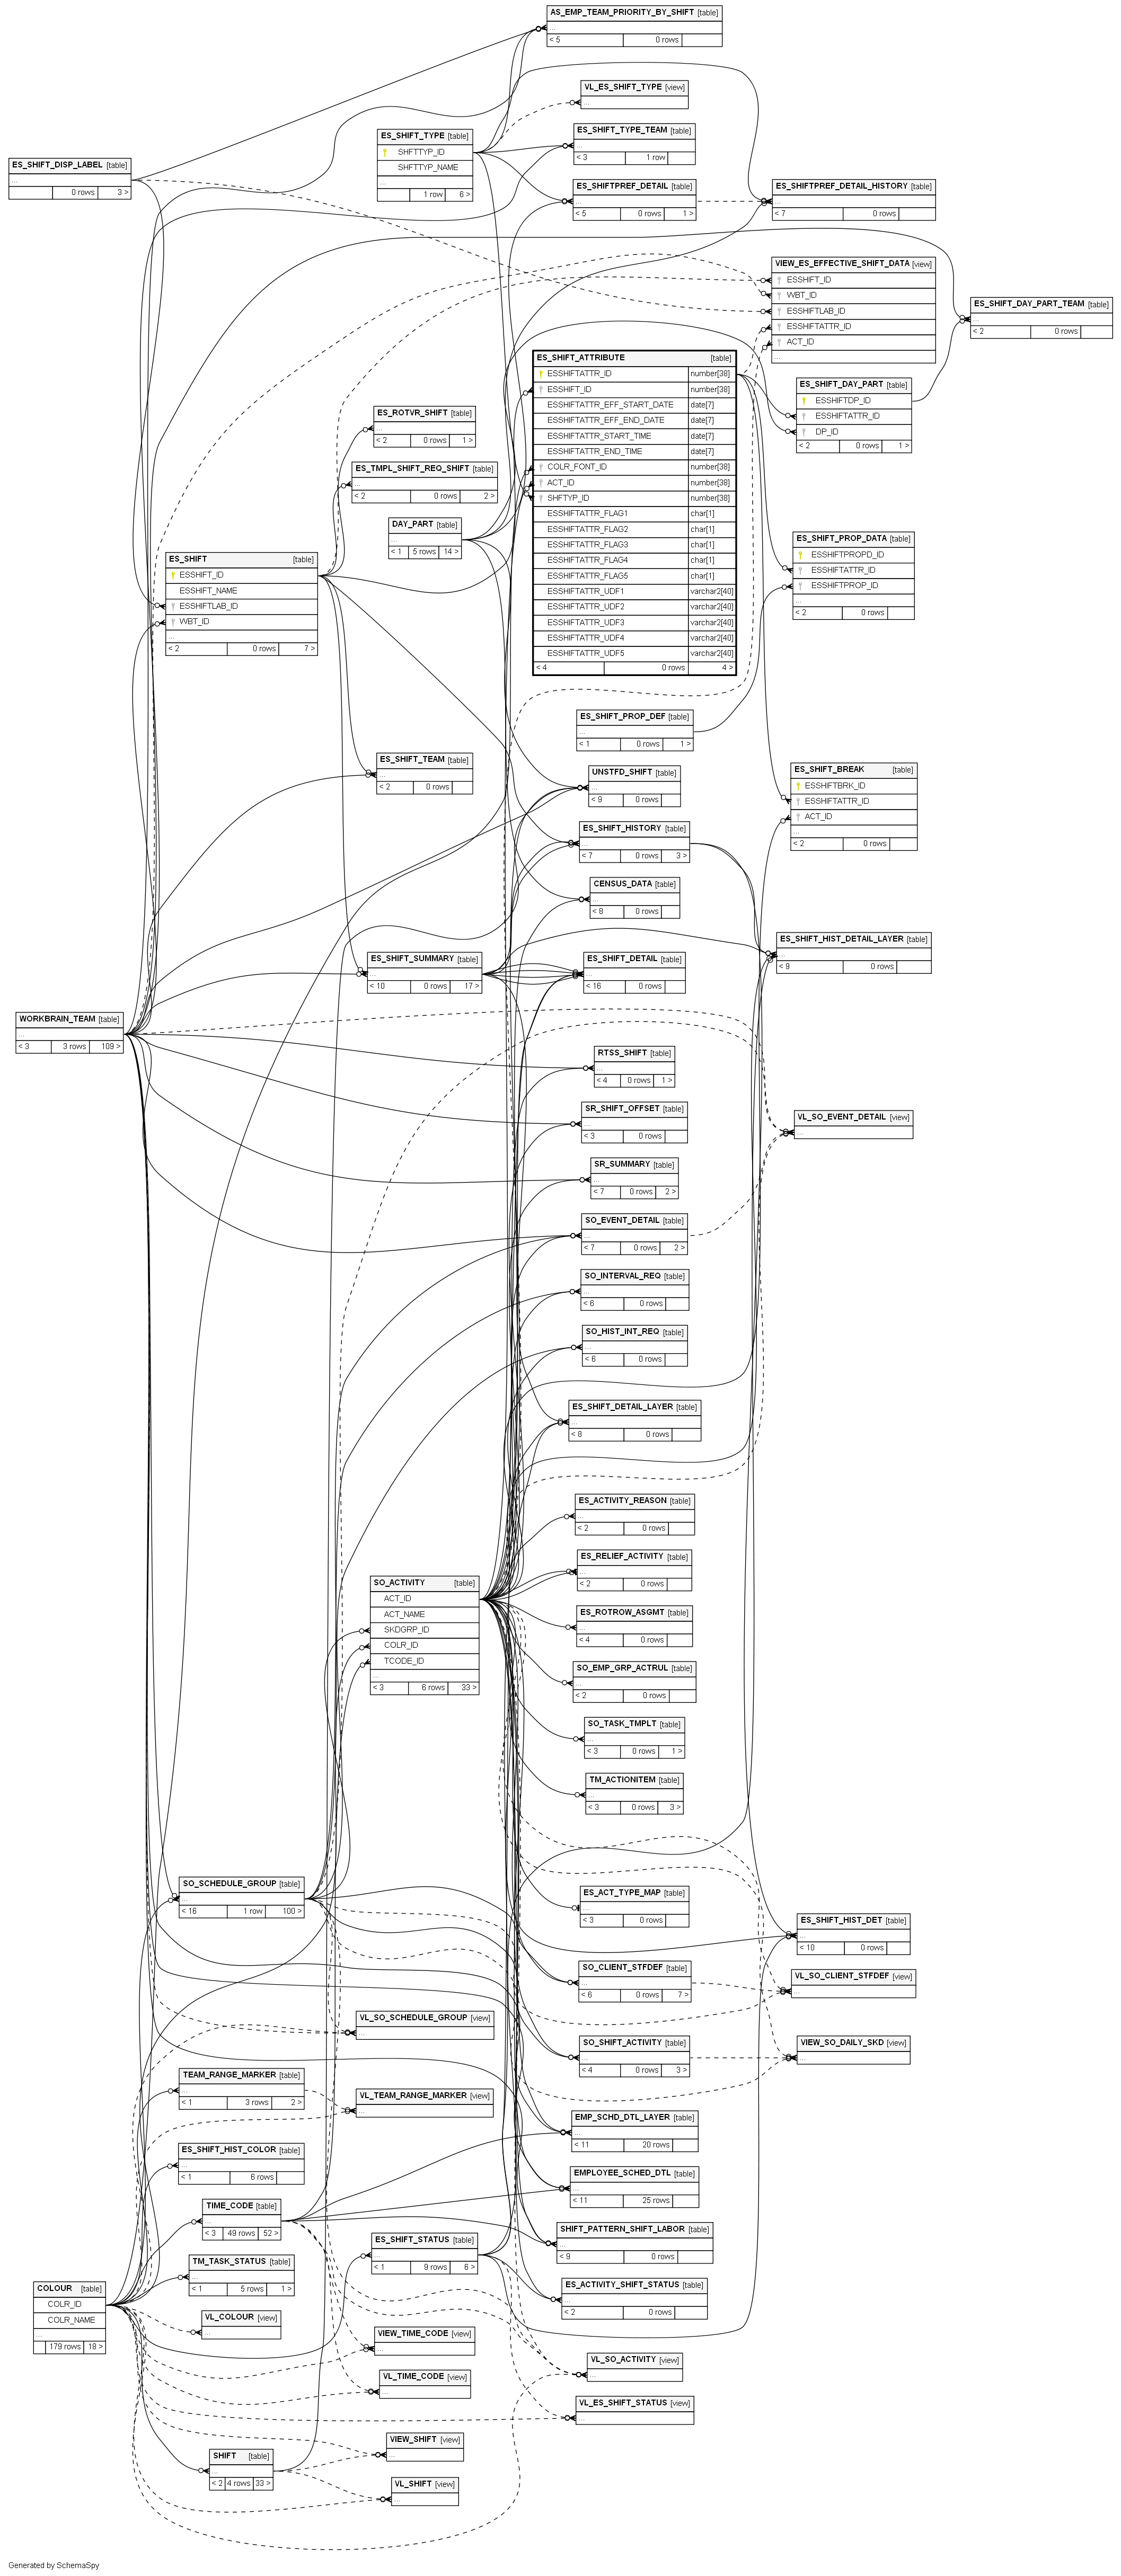 AS_EMP_TEAM_PRIORITY_BY_SHIFT [table]
...
< 5 0 rows
VL_ES_SHIFT_TYPE [view]
...
ES_SHIFT_TYPE [table]
SHFTTYP_ID
SHFTTYP_NAME
...
1 row 6 >
ES_SHIFT_TYPE_TEAM [table]
...
< 3 1 row
ES_SHIFT_DISP_LABEL [table]
...
0 rows 3 >
ES_SHIFTPREF_DETAIL [table]
...
< 5 0 rows 1 >
ES_SHIFTPREF_DETAIL_HISTORY [table]
...
< 7 0 rows
VIEW_ES_EFFECTIVE_SHIFT_DATA [view]
ESSHIFT_ID
WBT_ID
ESSHIFTLAB_ID
ESSHIFTATTR_ID
ACT_ID
...
ES_SHIFT_DAY_PART_TEAM [table]
...
< 2 0 rows
ES_SHIFT_ATTRIBUTE [table]
ESSHIFTATTR_ID number[38]
ESSHIFT_ID number[38]
ESSHIFTATTR_EFF_START_DATE date[7]
ESSHIFTATTR_EFF_END_DATE date[7]
ESSHIFTATTR_START_TIME date[7]
ESSHIFTATTR_END_TIME date[7]
COLR_FONT_ID number[38]
ACT_ID number[38]
SHFTYP_ID number[38]
ESSHIFTATTR_FLAG1 char[1]
ESSHIFTATTR_FLAG2 char[1]
ESSHIFTATTR_FLAG3 char[1]
ESSHIFTATTR_FLAG4 char[1]
ESSHIFTATTR_FLAG5 char[1]
ESSHIFTATTR_UDF1 varchar2[40]
ESSHIFTATTR_UDF2 varchar2[40]
ESSHIFTATTR_UDF3 varchar2[40]
ESSHIFTATTR_UDF4 varchar2[40]
ESSHIFTATTR_UDF5 varchar2[40]
< 4 0 rows 4 >
ES_SHIFT_DAY_PART [table]
ESSHIFTDP_ID
ESSHIFTATTR_ID
DP_ID
< 2 0 rows 1 >
ES_ROTVR_SHIFT [table]
...
< 2 0 rows 1 >
ES_TMPL_SHIFT_REQ_SHIFT [table]
...
< 2 0 rows 2 >
DAY_PART [table]
...
< 1 5 rows 14 >
ES_SHIFT_PROP_DATA [table]
ESSHIFTPROPD_ID
ESSHIFTATTR_ID
ESSHIFTPROP_ID
...
< 2 0 rows
ES_SHIFT [table]
ESSHIFT_ID
ESSHIFT_NAME
ESSHIFTLAB_ID
WBT_ID
...
< 2 0 rows 7 >
ES_SHIFT_PROP_DEF [table]
...
< 1 0 rows 1 >
ES_SHIFT_TEAM [table]
...
< 2 0 rows
UNSTFD_SHIFT [table]
...
< 9 0 rows
ES_SHIFT_BREAK [table]
ESSHIFTBRK_ID
ESSHIFTATTR_ID
ACT_ID
...
< 2 0 rows
ES_SHIFT_HISTORY [table]
...
< 7 0 rows 3 >
CENSUS_DATA [table]
...
< 8 0 rows
ES_SHIFT_HIST_DETAIL_LAYER [table]
...
< 9 0 rows
ES_SHIFT_SUMMARY [table]
...
< 10 0 rows 17 >
ES_SHIFT_DETAIL [table]
...
< 16 0 rows
WORKBRAIN_TEAM [table]
...
< 3 3 rows 109 >
RTSS_SHIFT [table]
...
< 4 0 rows 1 >
SR_SHIFT_OFFSET [table]
...
< 3 0 rows
VL_SO_EVENT_DETAIL [view]
...
SR_SUMMARY [table]
...
< 7 0 rows 2 >
SO_EVENT_DETAIL [table]
...
< 7 0 rows 2 >
SO_INTERVAL_REQ [table]
...
< 6 0 rows
SO_HIST_INT_REQ [table]
...
< 6 0 rows
ES_SHIFT_DETAIL_LAYER [table]
...
< 8 0 rows
ES_ACTIVITY_REASON [table]
...
< 2 0 rows
ES_RELIEF_ACTIVITY [table]
...
< 2 0 rows
SO_ACTIVITY [table]
ACT_ID
ACT_NAME
SKDGRP_ID
COLR_ID
TCODE_ID
...
< 3 6 rows 33 >
ES_ROTROW_ASGMT [table]
...
< 4 0 rows
SO_EMP_GRP_ACTRUL [table]
...
< 2 0 rows
SO_TASK_TMPLT [table]
...
< 3 0 rows 1 >
TM_ACTIONITEM [table]
...
< 3 0 rows 3 >
SO_SCHEDULE_GROUP [table]
...
< 16 1 row 100 >
ES_ACT_TYPE_MAP [table]
...
< 3 0 rows
ES_SHIFT_HIST_DET [table]
...
< 10 0 rows
SO_CLIENT_STFDEF [table]
...
< 6 0 rows 7 >
VL_SO_CLIENT_STFDEF [view]
...
VL_SO_SCHEDULE_GROUP [view]
...
SO_SHIFT_ACTIVITY [table]
...
< 4 0 rows 3 >
VIEW_SO_DAILY_SKD [view]
...
TEAM_RANGE_MARKER [table]
...
< 1 3 rows 2 >
VL_TEAM_RANGE_MARKER [view]
...
EMP_SCHD_DTL_LAYER [table]
...
< 11 20 rows
ES_SHIFT_HIST_COLOR [table]
...
< 1 6 rows
EMPLOYEE_SCHED_DTL [table]
...
< 11 25 rows
TIME_CODE [table]
...
< 3 49 rows 52 >
SHIFT_PATTERN_SHIFT_LABOR [table]
...
< 9 0 rows
ES_SHIFT_STATUS [table]
...
< 1 9 rows 6 >
TM_TASK_STATUS [table]
...
< 1 5 rows 1 >
ES_ACTIVITY_SHIFT_STATUS [table]
...
< 2 0 rows
COLOUR [table]
COLR_ID
COLR_NAME
...
179 rows 18 >
VL_COLOUR [view]
...
VIEW_TIME_CODE [view]
...
VL_SO_ACTIVITY [view]
...
VL_TIME_CODE [view]
...
VL_ES_SHIFT_STATUS [view]
...
VIEW_SHIFT [view]
...
SHIFT [table]
...
< 2 4 rows 33 >
VL_SHIFT [view]
...
Generated by SchemaSpy